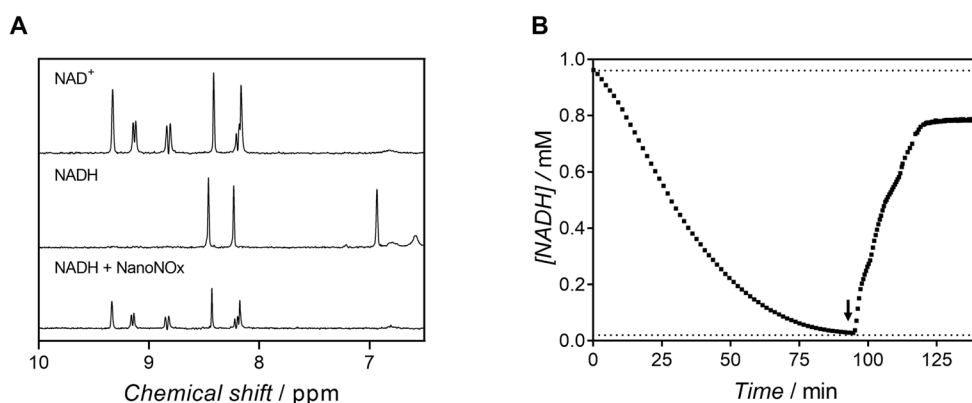 A
NAD+
NADH
NADH + NanoNOx
10
9
8
7
Chemical shift / ppm
B
1.0
0.8
0.6
0.4
0.2
0.0
[NADH] / mM
0
25
50
75
100
125
Time / min